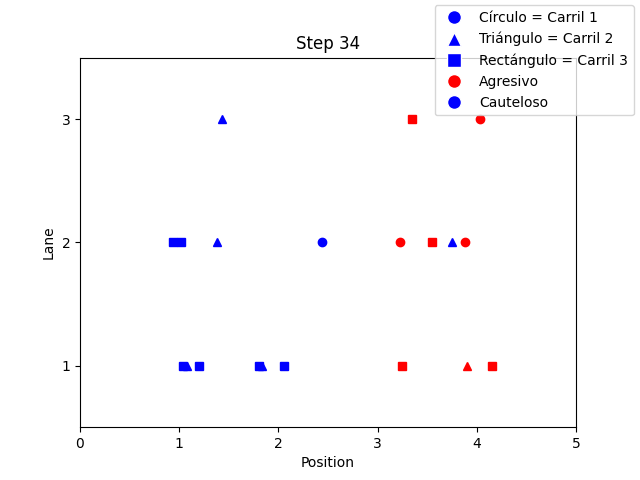 Step 34
Círculo = Carril 1
Triángulo = Carril 2
Rectángulo = Carril 3
Agresivo
Cauteloso
Lane
3
2
1
0 1 2 3 4 5
Position